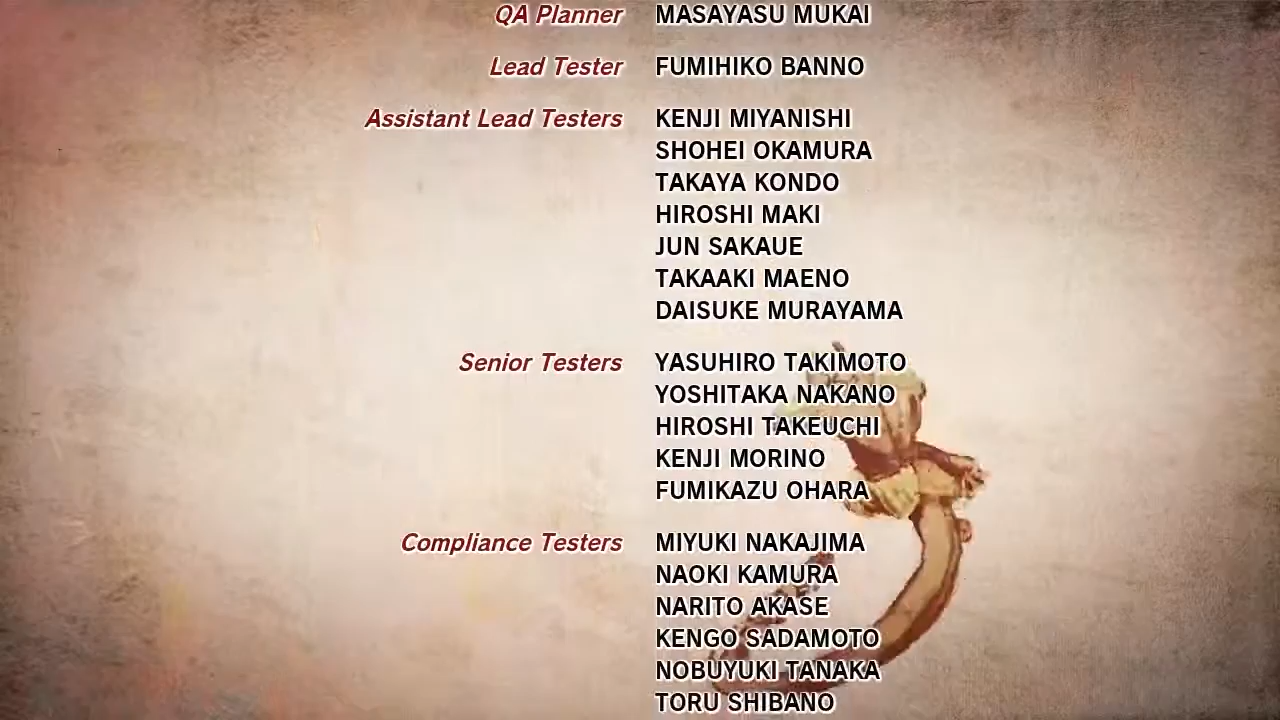 QA Planner MASAYASU MUKAI
Lead Tester FUMIHIKO BANNO
Assistant Lead Testers KENJI MIYANISHI
SHOHEI OKAMURA
TAKAYA KONDO
HIROSHI MAKI
JUN SAKAUE
TAKAAKI MAENO
DAISUKE MURAYAMA
Senior Testers YASUHIRO TAKIMOTO
YOSHITAKA NAKANO
HIROSHI TAKEUCHI
KENJI MORINO
FUMIKAZU OHARA
Compliance Testers MIYUKI NAKAJIMA
NAOKI KAMURA
NARITO AKASE
KENGO SADAMOTO
NOBUYUKI TANAKA
TORU SHIBANO